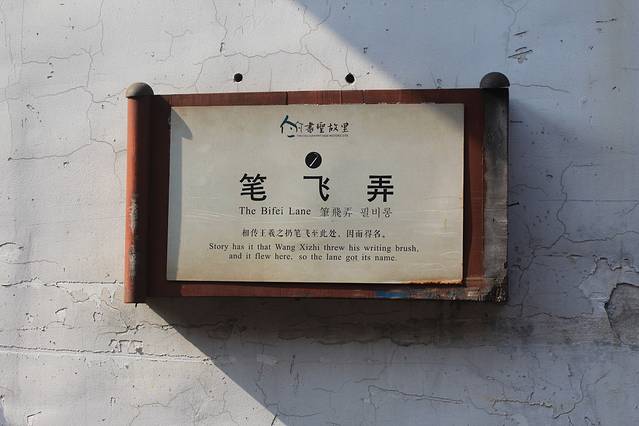 書聖故里
笔飞弄
The Bifei Lane 筆飛弄 필비롱
相传王羲之扔笔飞至此处，因而得名。
Story has it that Wang Xizhi threw his writing brush,
and it flew here, so the lane got its name.